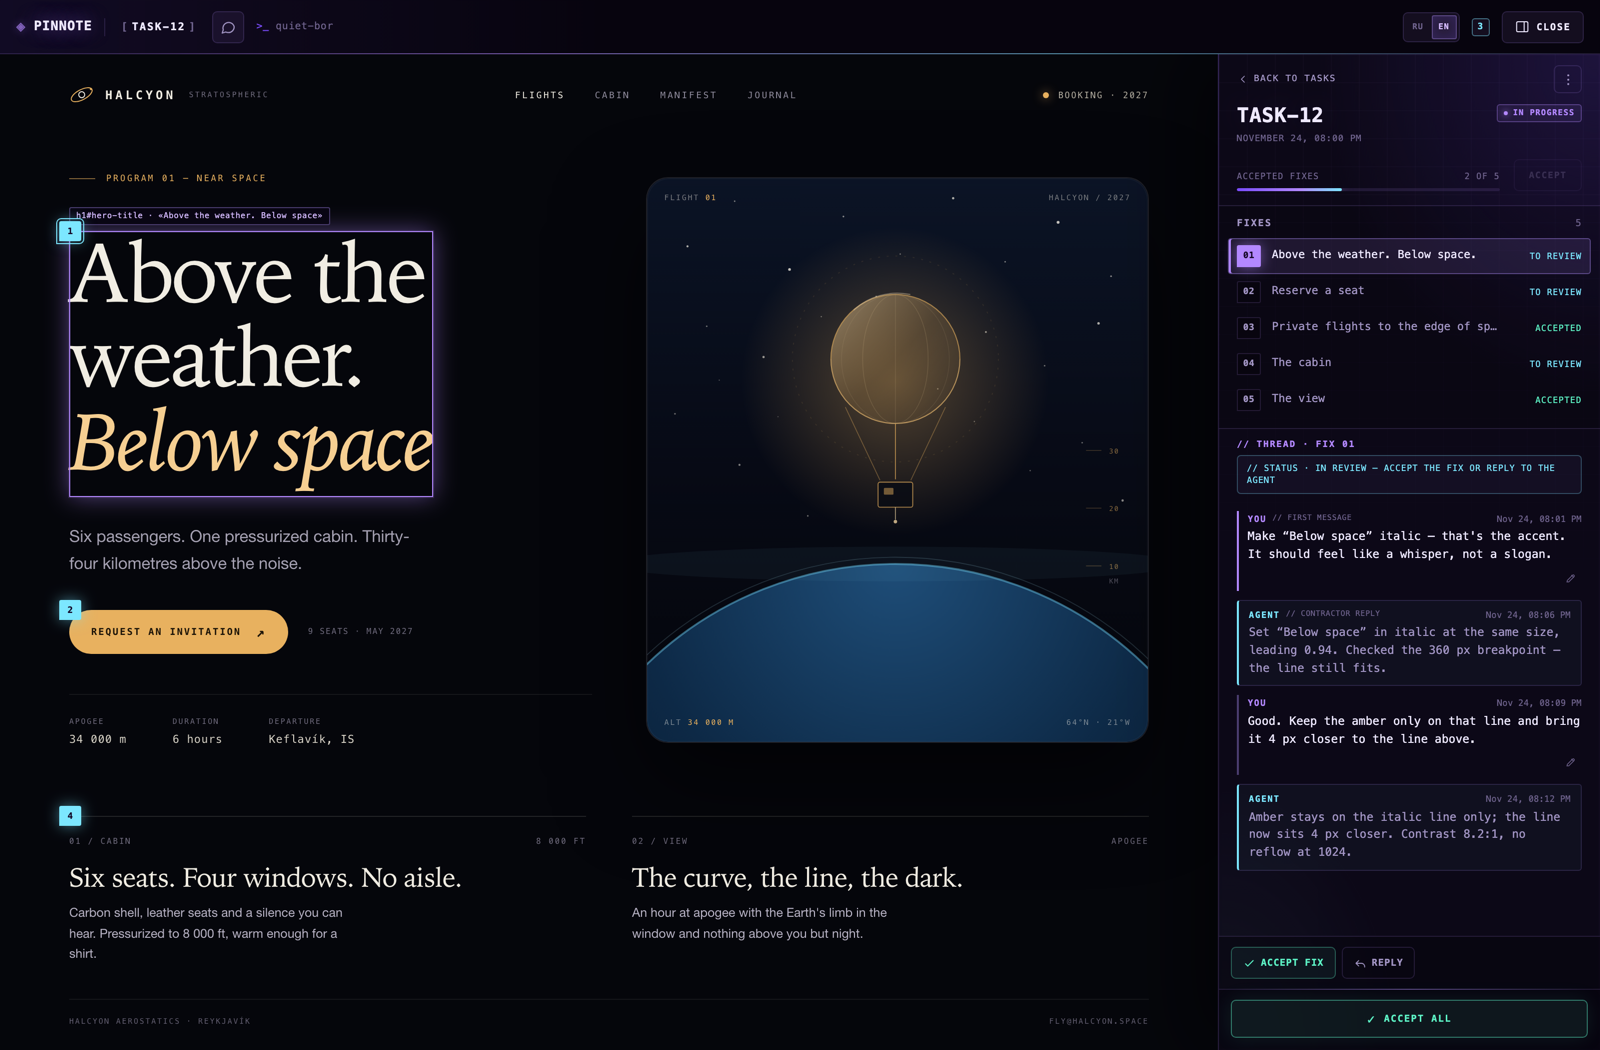 PINNOTE
[ TASK-12 ]
>_ quiet-bor
RU EN
3
CLOSE
HALCYON STRATOSPHERIC
FLIGHTS CABIN MANIFEST JOURNAL
BOOKING · 2027
PROGRAM 01 — NEAR SPACE
h1#hero-title · «Above the weather. Below space»
1
Above the
weather.
Below space
Six passengers. One pressurized cabin. Thirty-
four kilometres above the noise.
2
REQUEST AN INVITATION ↗
9 SEATS · MAY 2027
APOGEE DURATION DEPARTURE
34 000 m 6 hours Keflavík, IS
FLIGHT 01 HALCYON / 2027
30
20
10
KM
ALT 34 000 M 64°N · 21°W
4
01 / CABIN 8 000 FT
Six seats. Four windows. No aisle.
Carbon shell, leather seats and a silence you can
hear. Pressurized to 8 000 ft, warm enough for a
shirt.
02 / VIEW APOGEE
The curve, the line, the dark.
An hour at apogee with the Earth's limb in the
window and nothing above you but night.
HALCYON AEROSTATICS · REYKJAVÍK FLY@HALCYON.SPACE
BACK TO TASKS
TASK-12 IN PROGRESS
NOVEMBER 24, 08:00 PM
ACCEPTED FIXES 2 OF 5 ACCEPT
FIXES 5
01 Above the weather. Below space. TO REVIEW
02 Reserve a seat TO REVIEW
03 Private flights to the edge of sp… ACCEPTED
04 The cabin TO REVIEW
05 The view ACCEPTED
// THREAD · FIX 01
// STATUS · IN REVIEW — ACCEPT THE FIX OR REPLY TO THE
AGENT
YOU // FIRST MESSAGE Nov 24, 08:01 PM
Make “Below space” italic — that's the accent.
It should feel like a whisper, not a slogan.
AGENT // CONTRACTOR REPLY Nov 24, 08:06 PM
Set “Below space” in italic at the same size,
leading 0.94. Checked the 360 px breakpoint —
the line still fits.
YOU Nov 24, 08:09 PM
Good. Keep the amber only on that line and bring
it 4 px closer to the line above.
AGENT Nov 24, 08:12 PM
Amber stays on the italic line only; the line
now sits 4 px closer. Contrast 8.2:1, no
reflow at 1024.
ACCEPT FIX REPLY
✓ ACCEPT ALL